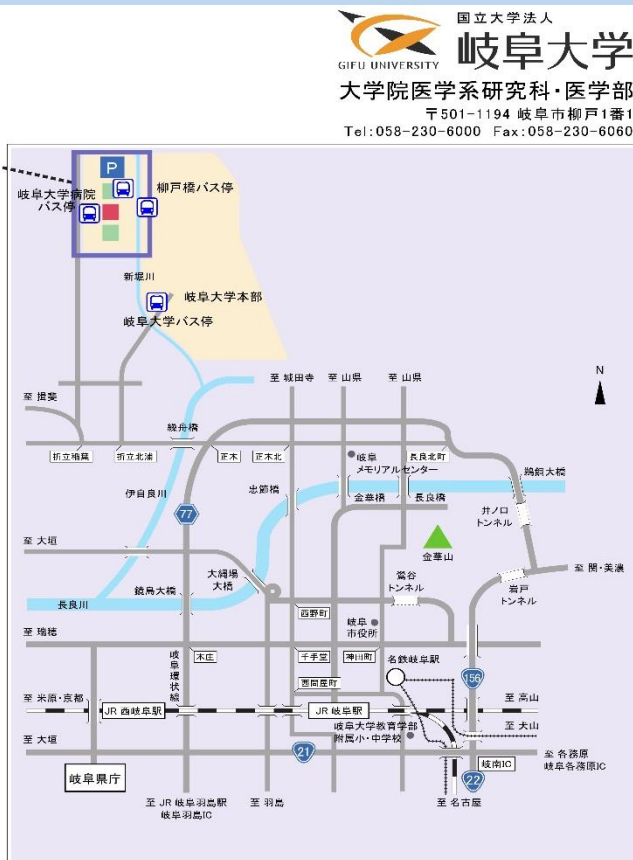 国立大学法人
岐阜大学
GIFU UNIVERSITY
大学院医学系研究科・医学部
〒501-1194 岐阜市柳戸1番1
Tel:058-230-6000 Fax:058-230-6060
P
岐阜大学病院
バス停
柳戸橋バス停
新堀川
岐阜大学本部
岐阜大学バス停
至 城田寺
至 山県
至 山県
N
至 揖斐
繰舟橋
折立稲葉
折立北浦
正木
正木北
岐阜
メモリアルセンター
長良北町
鵜飼大橋
伊自良川
忠節橋
金華橋
長良橋
77
井ノ口
トンネル
至 大垣
金華山
大縄場
大橋
鶯谷
トンネル
至 関・美濃
岩戸
トンネル
鏡島大橋
長良川
西野町
岐阜
市役所
至 瑞穂
岐阜環状線
本庄
千手堂
神田町
名鉄岐阜駅
西問屋町
156
至 米原・京都
JR 西岐阜駅
JR 岐阜駅
至 高山
岐阜大学教育学部
附属小・中学校
至 犬山
至 大垣
21
岐南IC
至 各務原
岐阜各務原IC
岐阜県庁
22
至 JR 岐阜羽島駅
岐阜羽島IC
至 羽島
至 名古屋